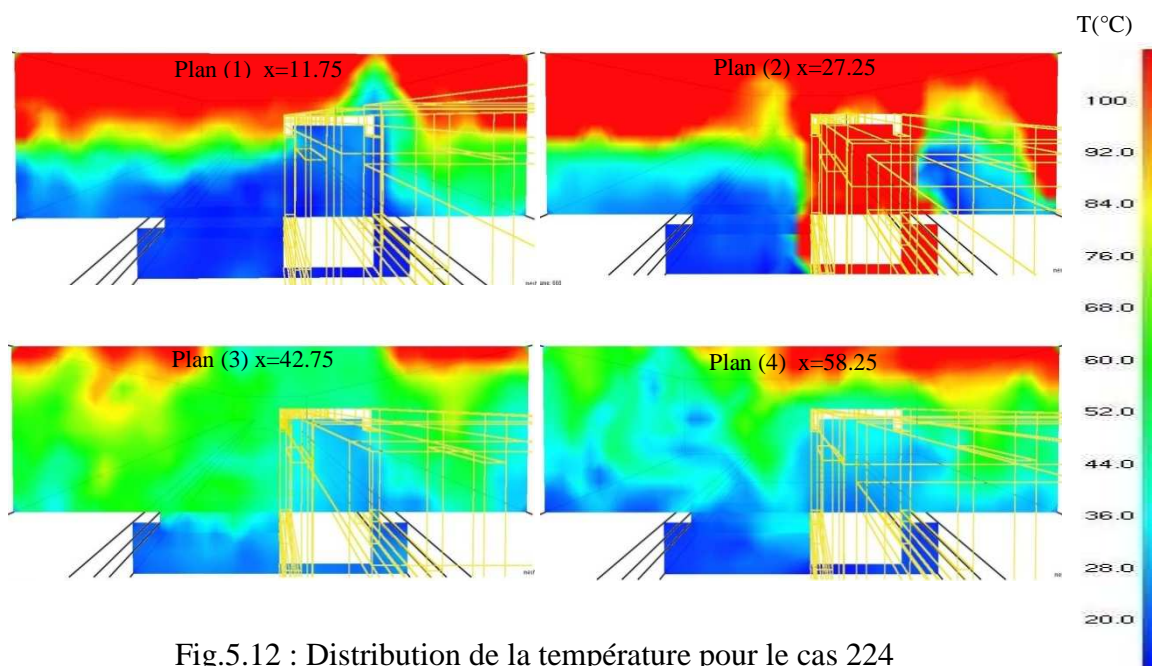 T(°C)
Plan (1) x=11.75
Plan (2) x=27.25
100
92.0
84.0
76.0
68.0
Plan (3) x=42.75
Plan (4) x=58.25
60.0
52.0
44.0
36.0
28.0
20.0
Fig.5.12 : Distribution de la température pour le cas 224